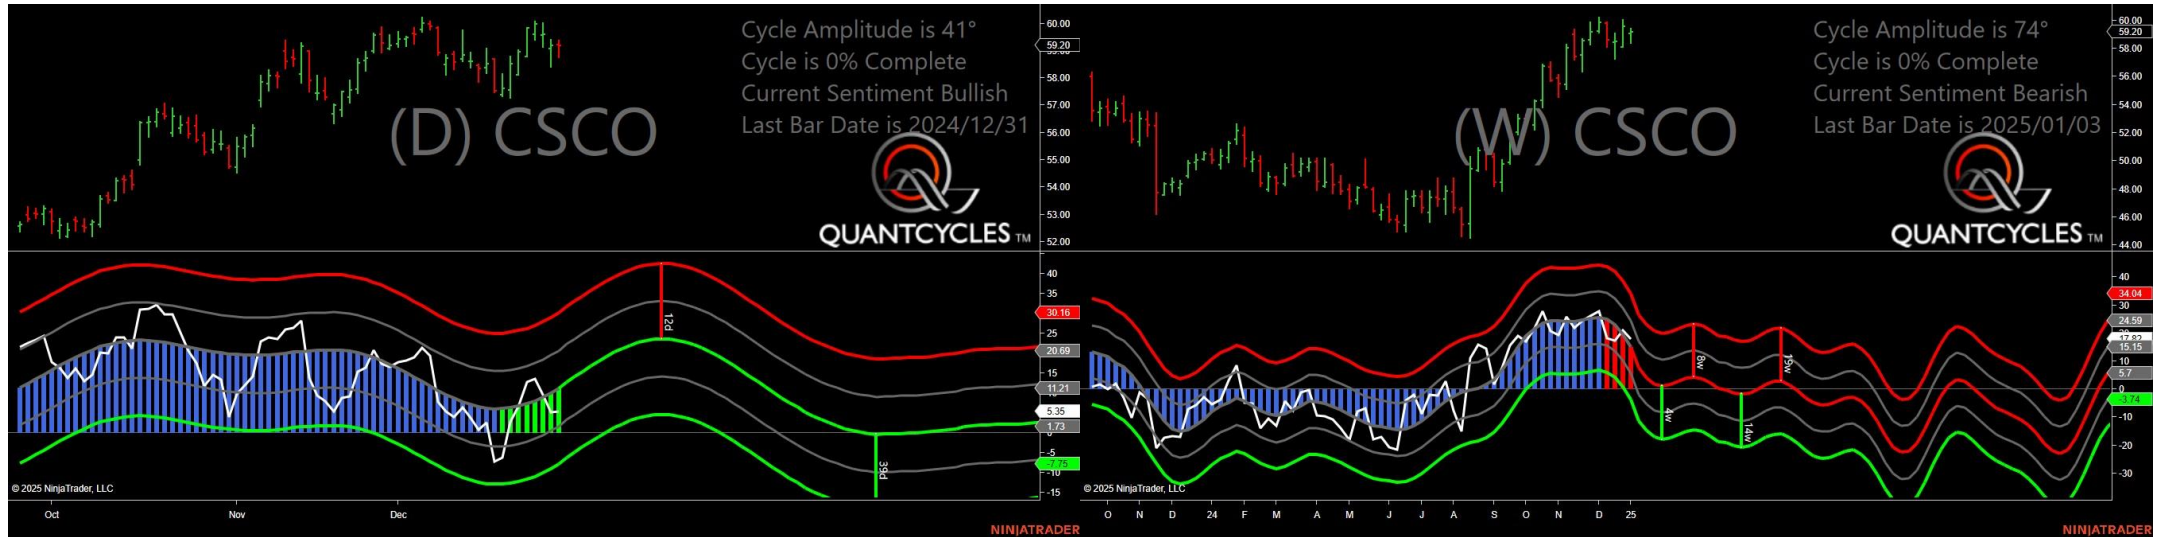 Cycle Amplitude is 41°
Cycle is 0% Complete
Current Sentiment Bullish
Last Bar Date is 2024/12/31
(D) CSCO
QUANTCYCLES TM
60.00
59.20
58.00
57.00
56.00
55.00
54.00
53.00
52.00
40
35
30.16
25
20.69
15
11.21
5.35
1.73
-5
-7.75
-10
-15
12d
39d
© 2025 NinjaTrader, LLC
Oct Nov Dec
NINJATRADER
Cycle Amplitude is 74°
Cycle is 0% Complete
Current Sentiment Bearish
Last Bar Date is 2025/01/03
(W) CSCO
QUANTCYCLES TM
60.00
59.20
58.00
56.00
54.00
52.00
50.00
48.00
46.00
44.00
40
34.04
30
24.59
17.82
15.15
10
5.7
0
-3.74
-10
-20
-30
4w
8w
14w
19w
© 2025 NinjaTrader, LLC
O N D 24 F M A M J J A S O N D 25
NINJATRADER